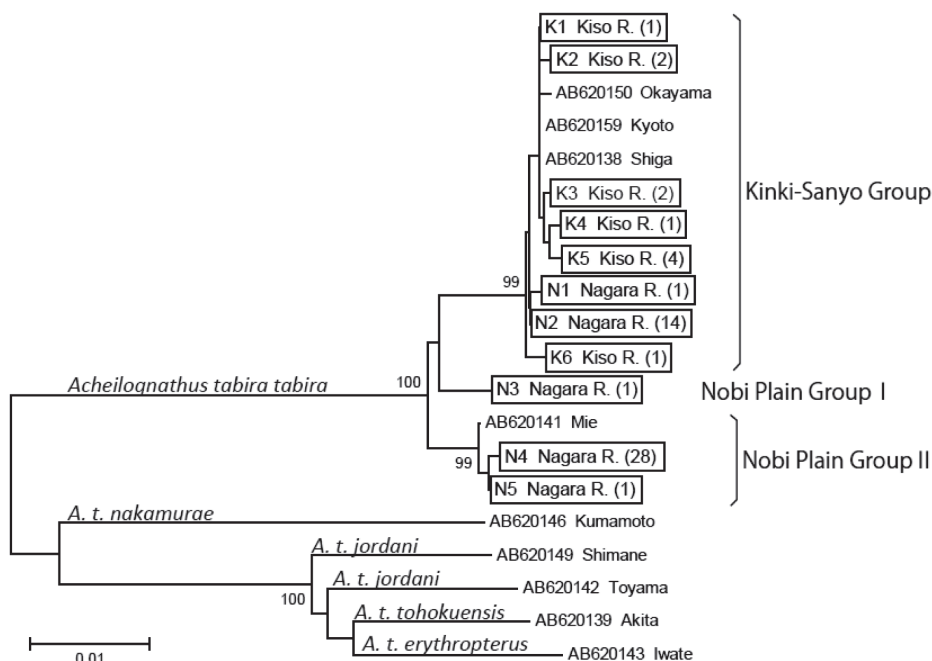 K1 Kiso R. (1)
K2 Kiso R. (2)
AB620150 Okayama
AB620159 Kyoto
AB620138 Shiga
K3 Kiso R. (2)
Kinki-Sanyo Group
K4 Kiso R. (1)
K5 Kiso R. (4)
99
N1 Nagara R. (1)
N2 Nagara R. (14)
K6 Kiso R. (1)
Acheilognathus tabira tabira
100
N3 Nagara R. (1)
Nobi Plain Group I
AB620141 Mie
99
N4 Nagara R. (28)
Nobi Plain Group II
N5 Nagara R. (1)
A. t. nakamurae
AB620146 Kumamoto
A. t. jordani
AB620149 Shimane
100
A. t. jordani
AB620142 Toyama
A. t. tohokuensis
AB620139 Akita
A. t. erythropterus
AB620143 Iwate
0.01